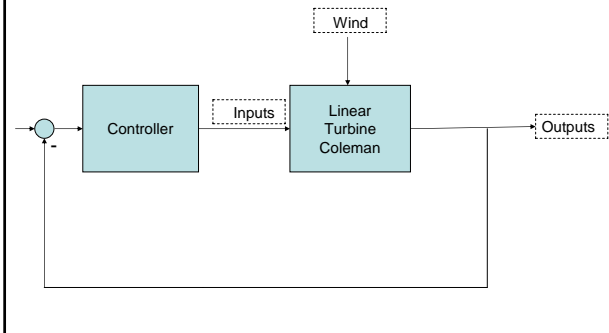 Wind
Controller
Inputs
Linear
Turbine
Coleman
Outputs
-